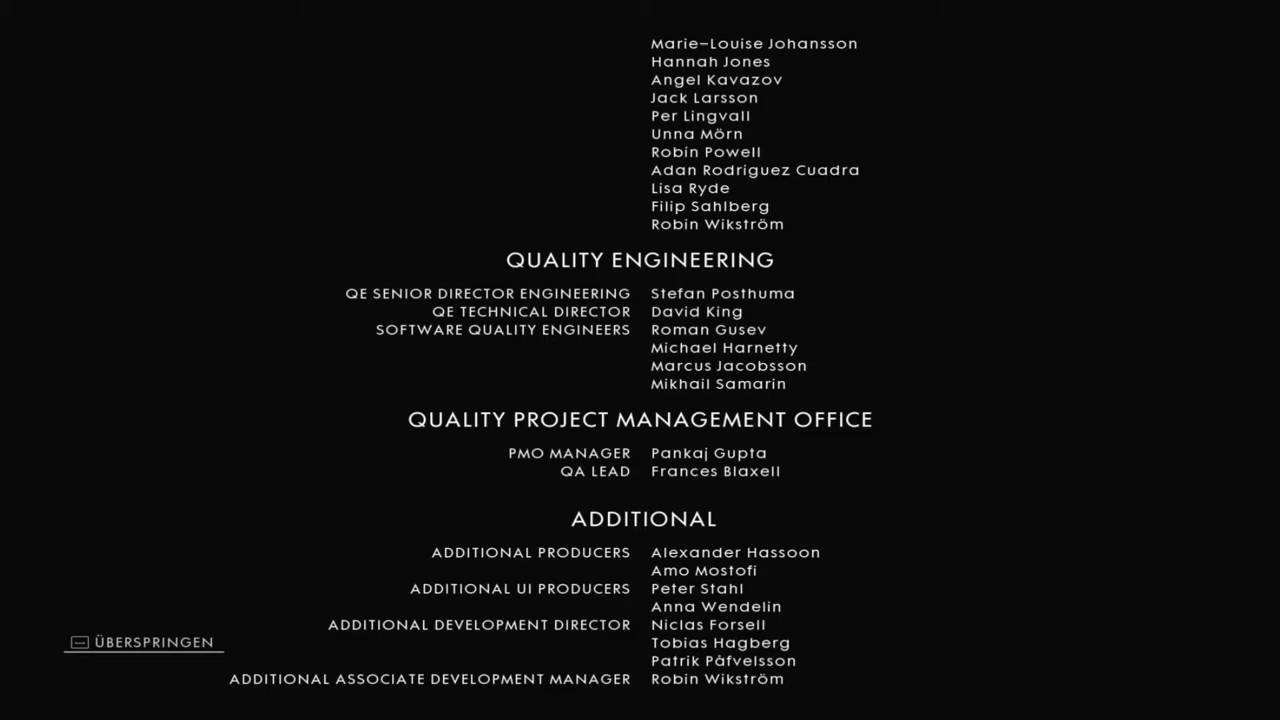 Marie-Louise Johansson
Hannah Jones
Angel Kavazov
Jack Larsson
Per Lingvall
Unna Mörn
Robin Powell
Adan Rodriguez Cuadra
Lisa Ryde
Filip Sahlberg
Robin Wikström
QUALITY ENGINEERING
QE SENIOR DIRECTOR ENGINEERING Stefan Posthuma
QE TECHNICAL DIRECTOR David King
SOFTWARE QUALITY ENGINEERS Roman Gusev
Michael Harnetty
Marcus Jacobsson
Mikhail Samarin
QUALITY PROJECT MANAGEMENT OFFICE
PMO MANAGER Pankaj Gupta
QA LEAD Frances Blaxell
ADDITIONAL
ADDITIONAL PRODUCERS Alexander Hassoon
Amo Mostofi
ADDITIONAL UI PRODUCERS Peter Stahl
Anna Wendelin
ADDITIONAL DEVELOPMENT DIRECTOR Niclas Forsell
Tobias Hagberg
Patrik Påfvelsson
ADDITIONAL ASSOCIATE DEVELOPMENT MANAGER Robin Wikström
ÜBERSPRINGEN